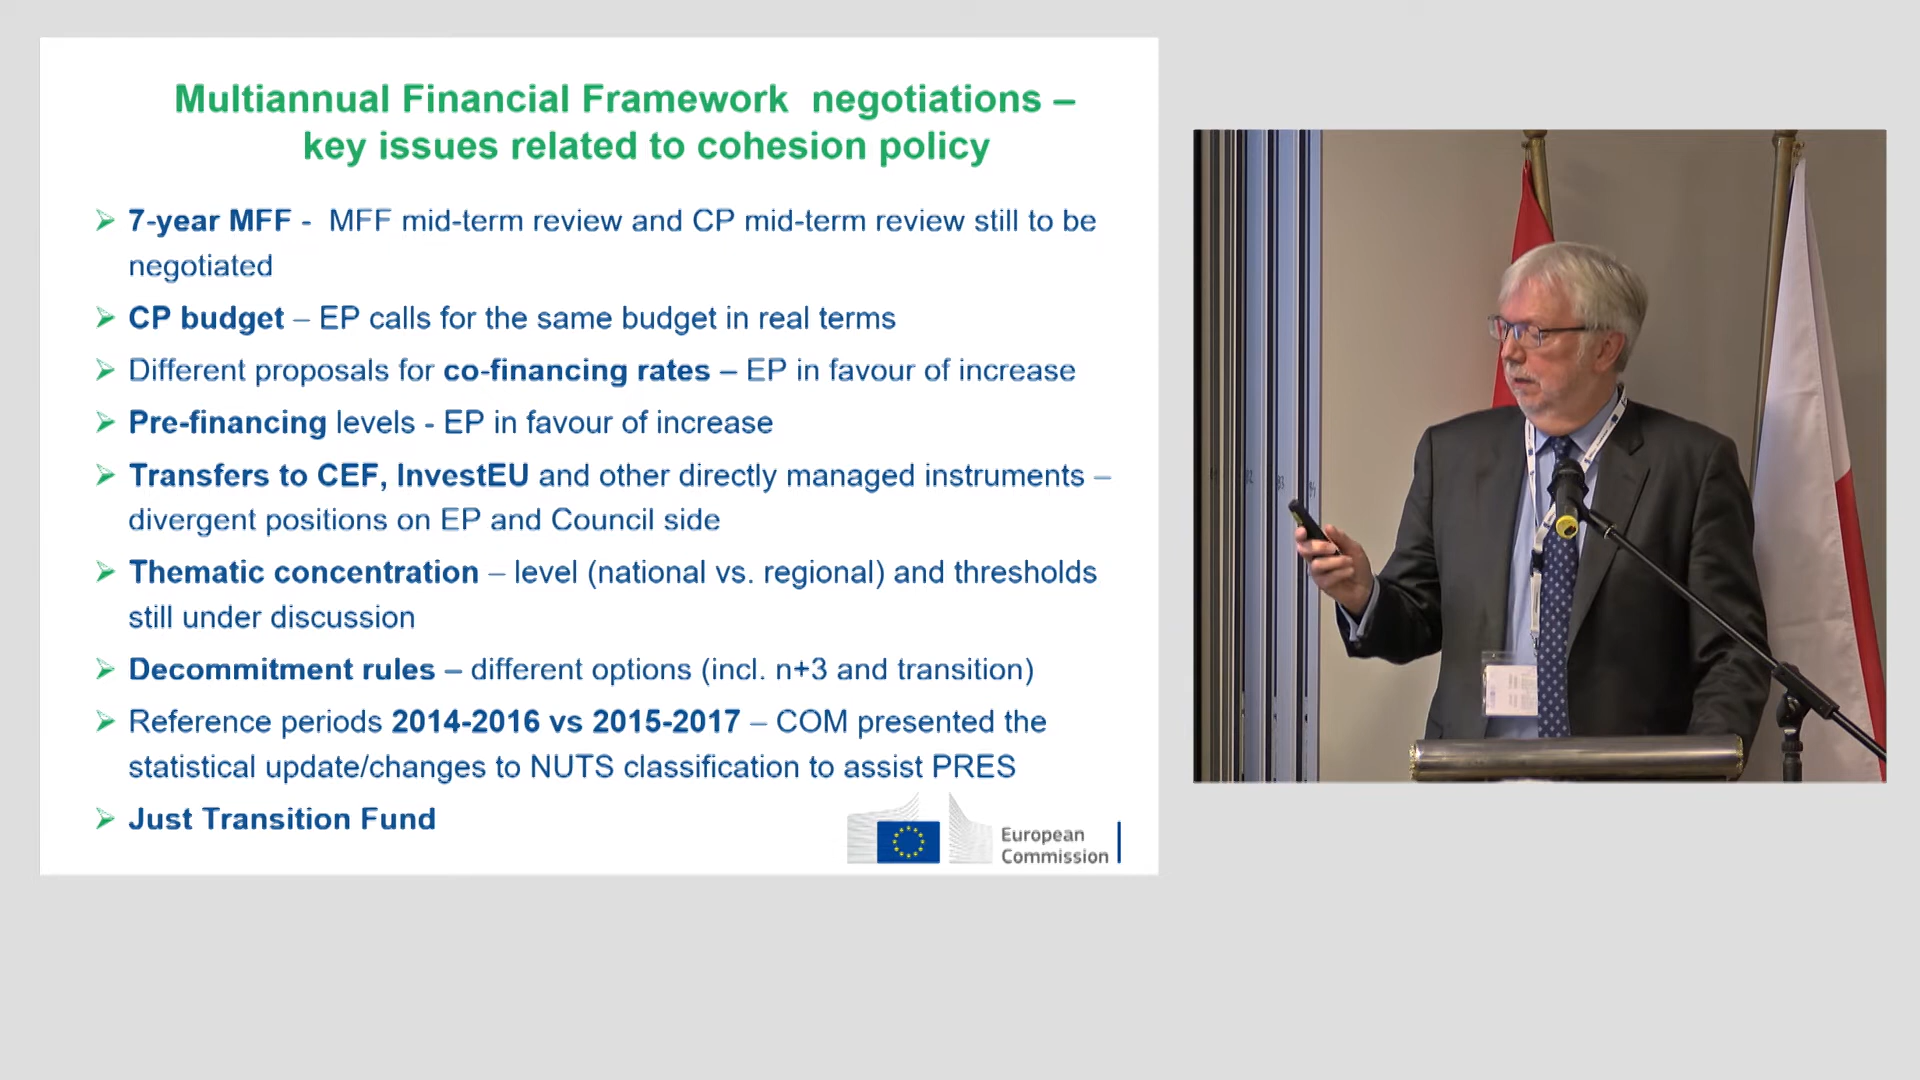 Multiannual Financial Framework negotiations –
key issues related to cohesion policy
➢ 7-year MFF - MFF mid-term review and CP mid-term review still to be
negotiated
➢ CP budget – EP calls for the same budget in real terms
➢ Different proposals for co-financing rates – EP in favour of increase
➢ Pre-financing levels - EP in favour of increase
➢ Transfers to CEF, InvestEU and other directly managed instruments –
divergent positions on EP and Council side
➢ Thematic concentration – level (national vs. regional) and thresholds
still under discussion
➢ Decommitment rules – different options (incl. n+3 and transition)
➢ Reference periods 2014-2016 vs 2015-2017 – COM presented the
statistical update/changes to NUTS classification to assist PRES
➢ Just Transition Fund
European
Commission